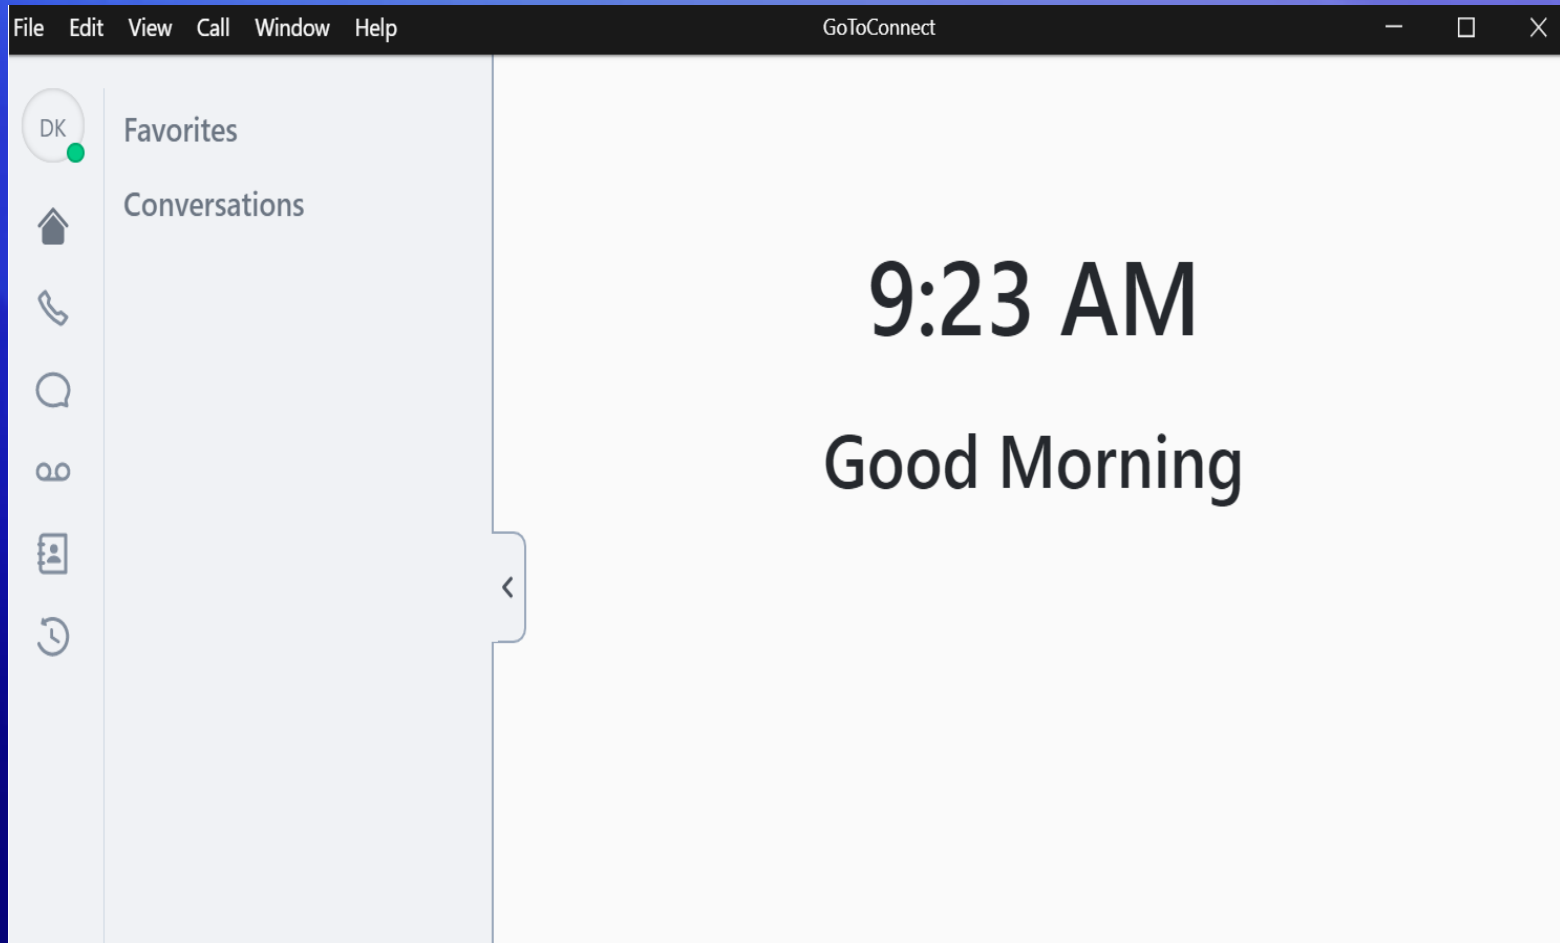 File Edit View Call Window Help GoToConnect
DK
Favorites
Conversations
9:23 AM
Good Morning